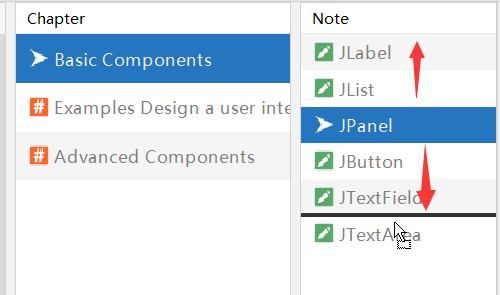 Chapter
Basic Components
Examples Design a user inte
Advanced Components
Note
JLabel
JList
JPanel
JButton
JTextField
JTextArea